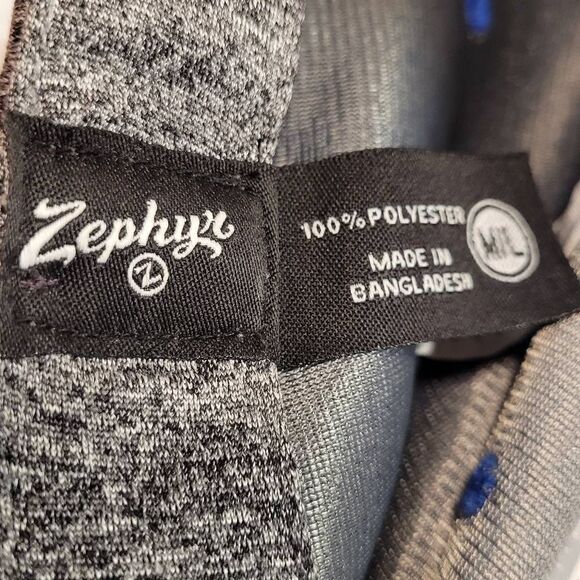 Zephyr
Z
100% POLYESTER
M/L
MADE IN
BANGLADESH